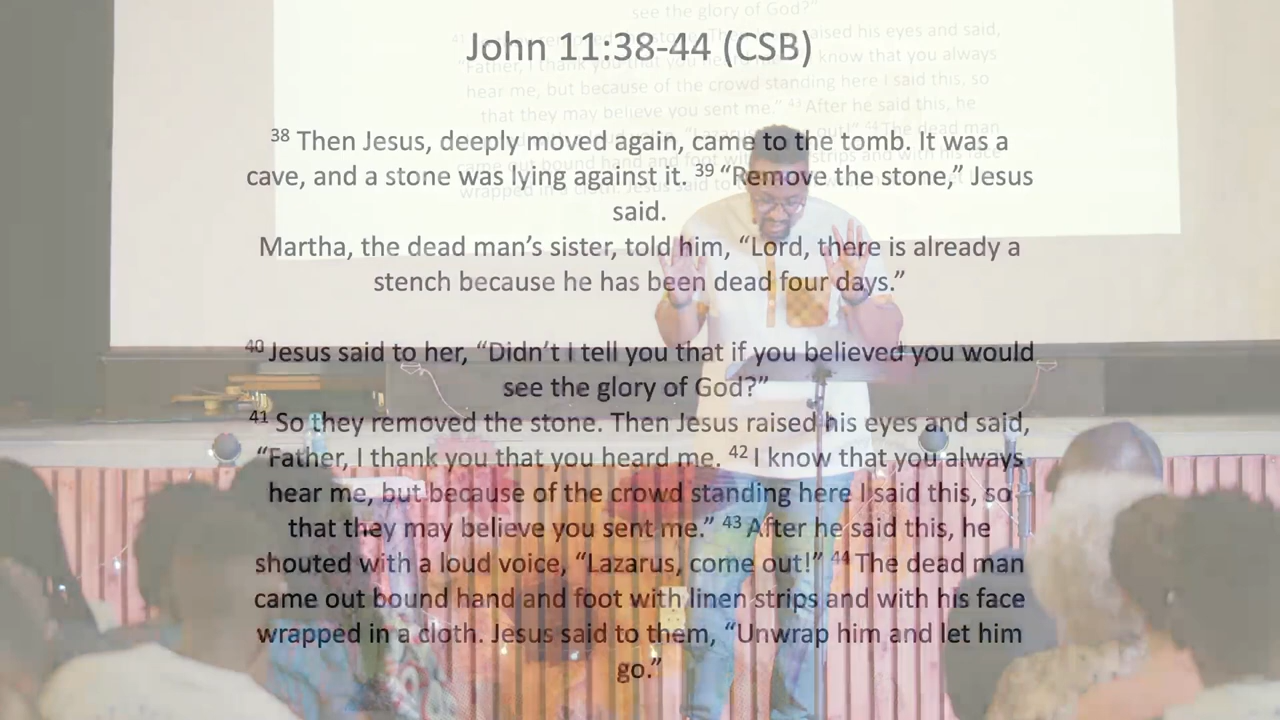 see the glory of God?"
John 11:38-44 (CSB)
³⁸ Then Jesus, deeply moved again, came to the tomb. It was a
cave, and a stone was lying against it. ³⁹ “Remove the stone,” Jesus
said.
Martha, the dead man’s sister, told him, “Lord, there is already a
stench because he has been dead four days.”
⁴⁰ Jesus said to her, “Didn’t I tell you that if you believed you would
see the glory of God?”
⁴¹ So they removed the stone. Then Jesus raised his eyes and said,
“Father, I thank you that you heard me. ⁴² I know that you always
hear me, but because of the crowd standing here I said this, so
that they may believe you sent me.” ⁴³ After he said this, he
shouted with a loud voice, “Lazarus, come out!” ⁴⁴ The dead man
came out bound hand and foot with linen strips and with his face
wrapped in a cloth. Jesus said to them, “Unwrap him and let him
go.”